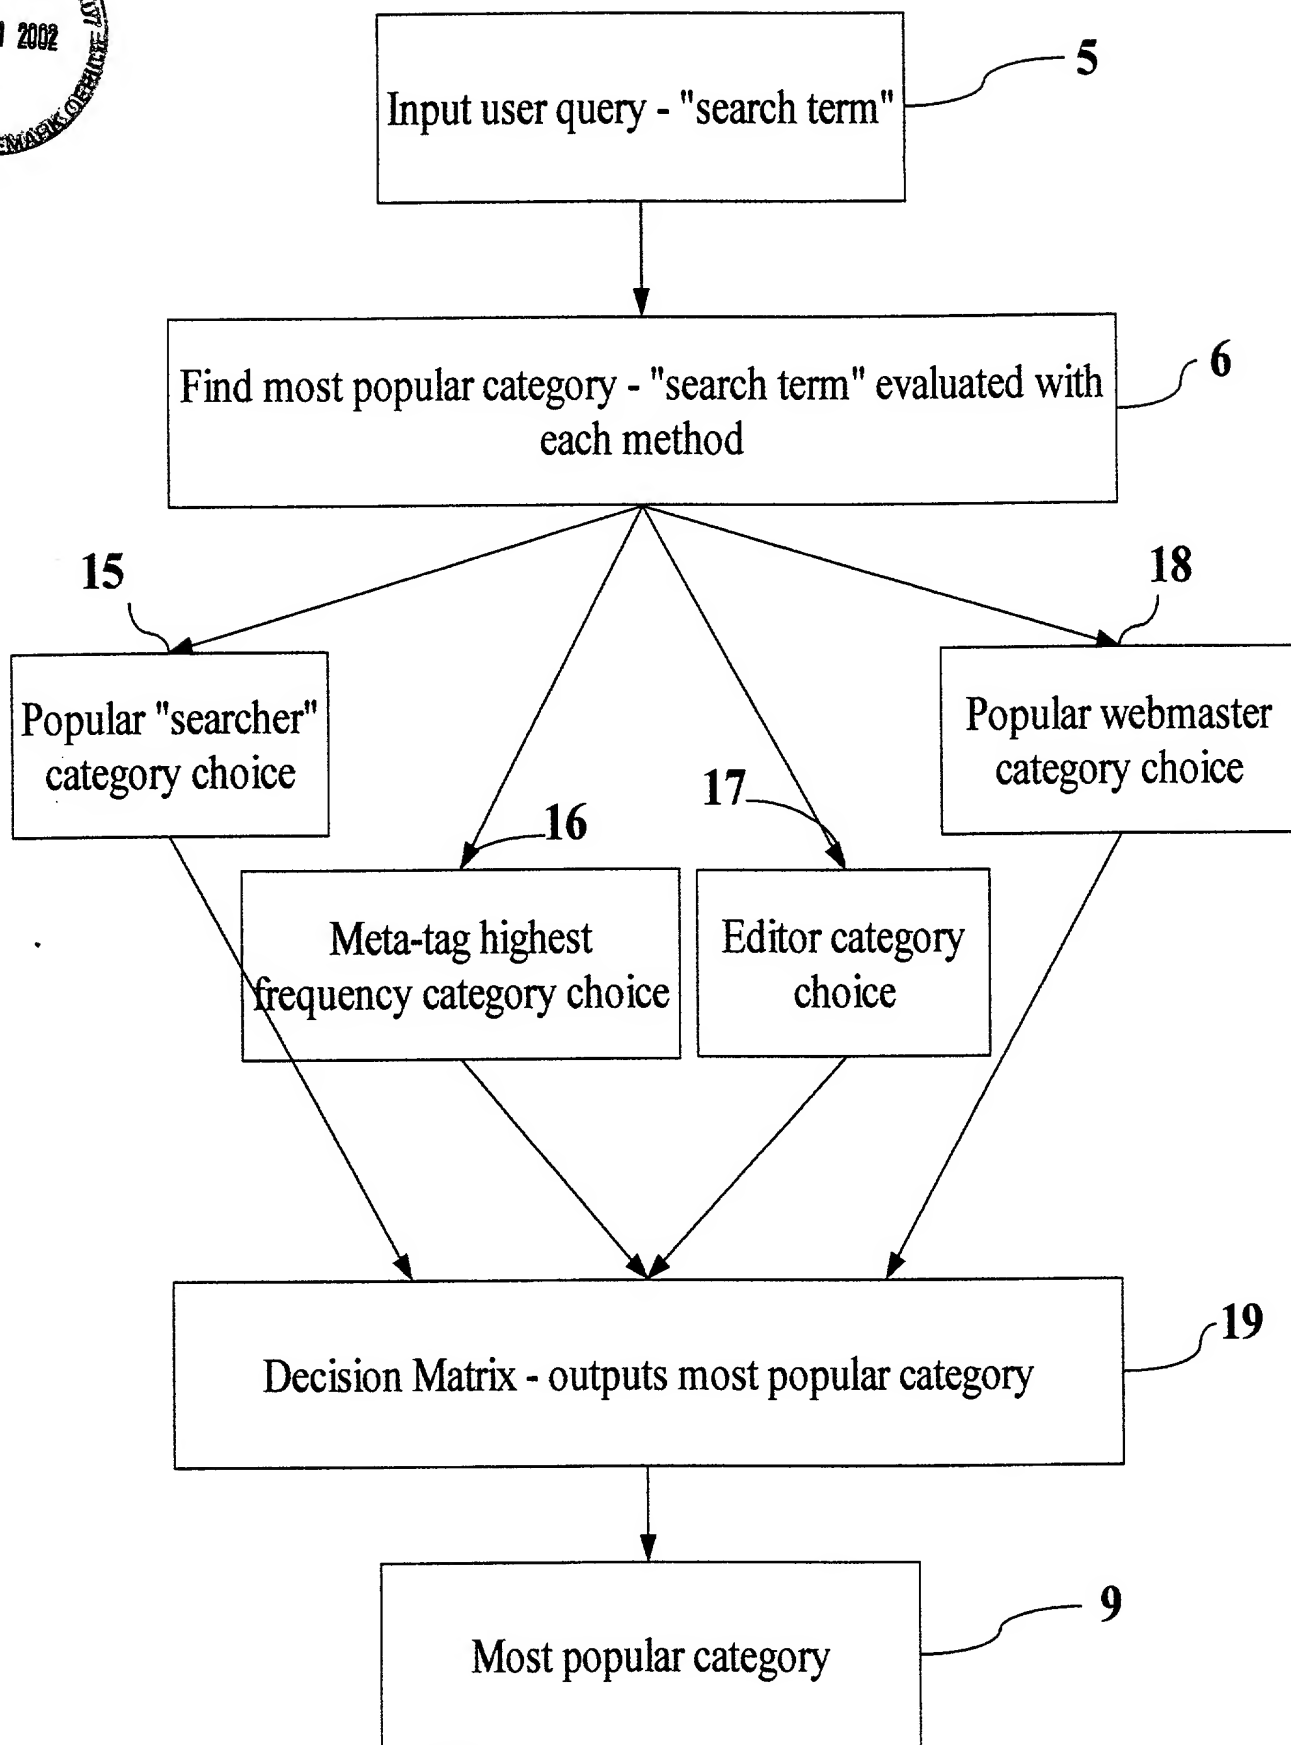 2002
5
Input user query - "search term"
6
Find most popular category - "search term" evaluated with
each method
15
18
Popular "searcher"
category choice
Popular webmaster
category choice
17
16
Meta-tag highest
frequency category choice
Editor category
choice
19
Decision Matrix - outputs most popular category
9
Most popular category